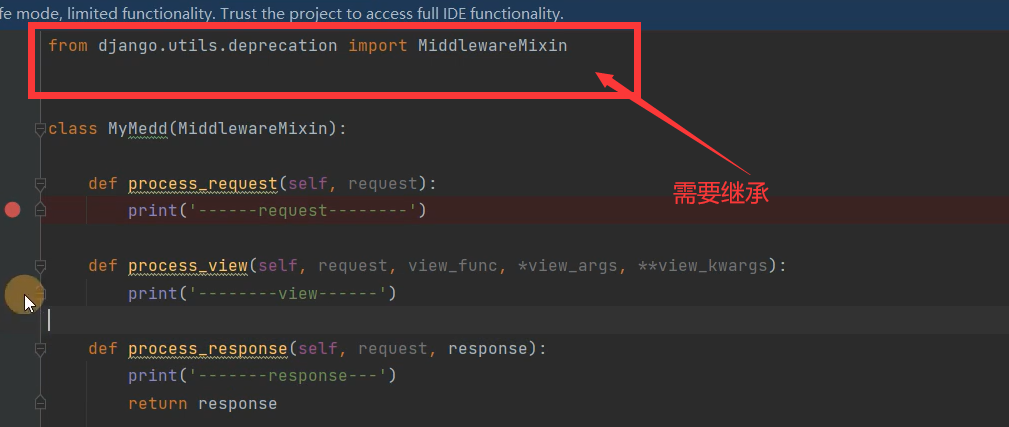 fe mode, limited functionality. Trust the project to access full IDE functionality.
from django.utils.deprecation import MiddlewareMixin
class MyMedd(MiddlewareMixin):
def process_request(self, request):
需要继承
print('------request--------')
def process_view(self, request, view_func, *view_args, **view_kwargs):
print('--------view------')
def process_response(self, request, response):
print('-------response---')
return response